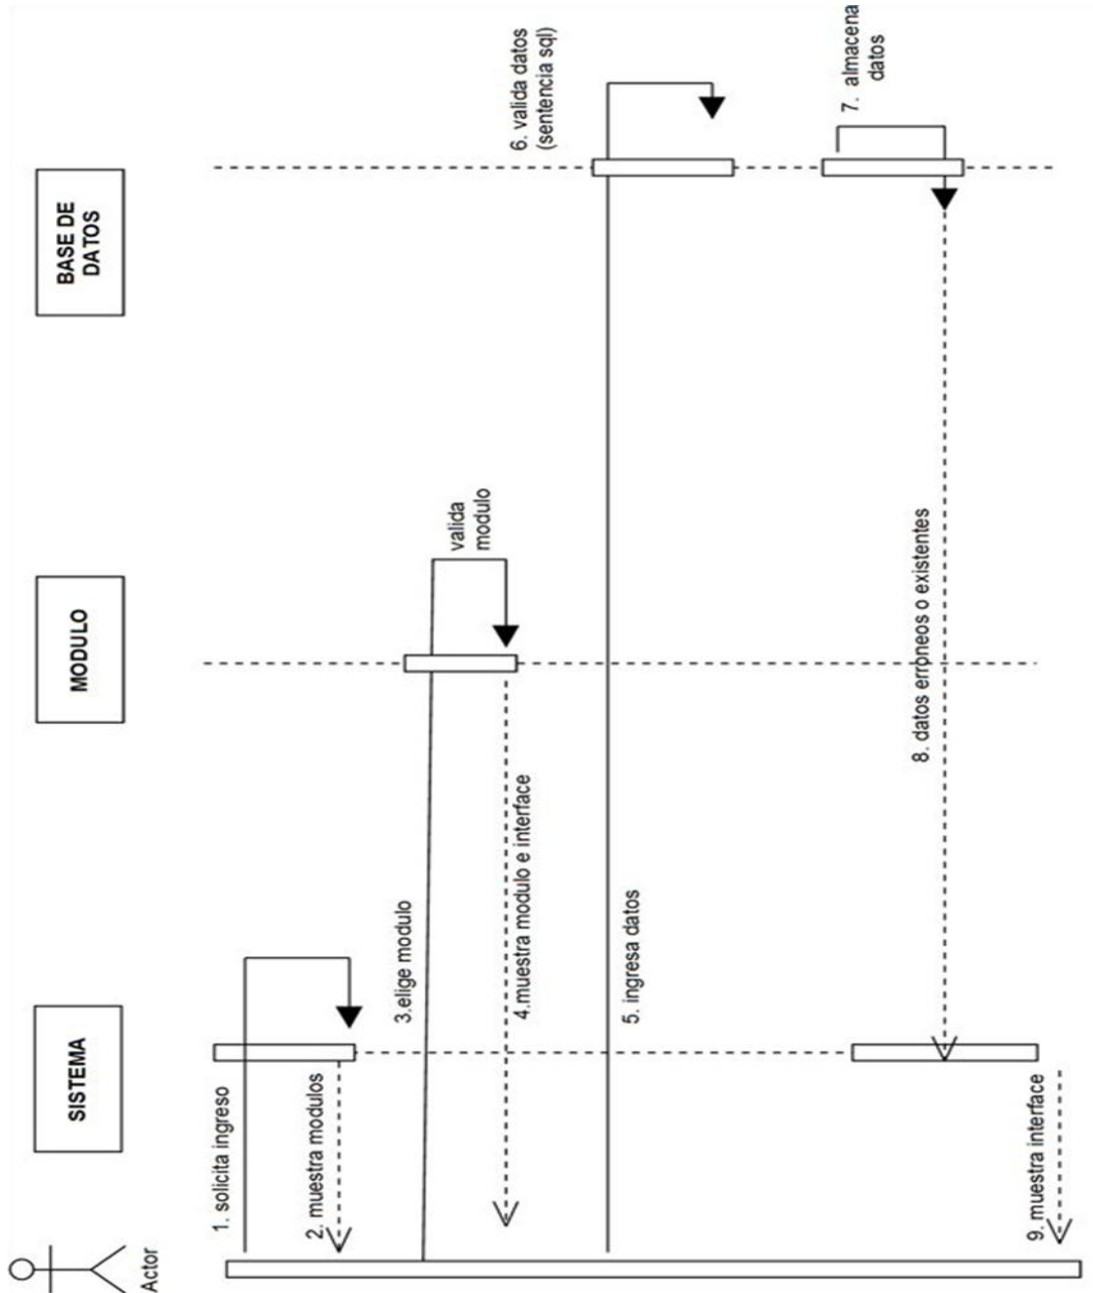 Actor
SISTEMA
MODULO
BASE DE
DATOS
1. solicita ingreso
2. muestra modulos
3.elige modulo
valida
modulo
4.muestra modulo e interface
5. ingresa datos
6. valida datos
(sentencia sql)
7. almacena
datos
8. datos erroneos o existentes
9. muestra interface